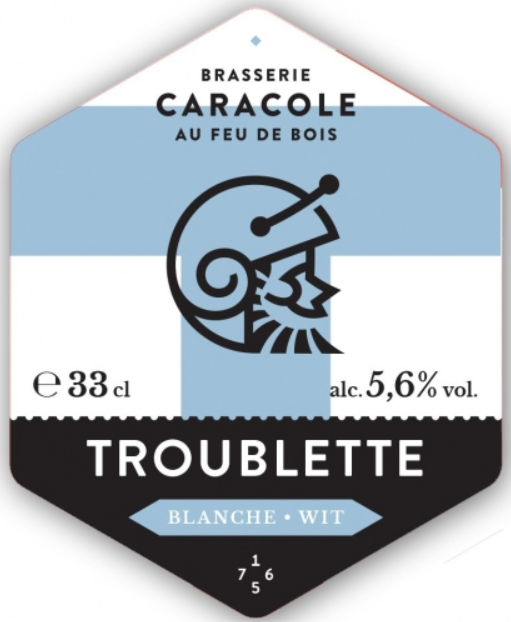 BRASSERIE
CARACOLE
AU FEU DE BOIS
℮ 33 cl
alc. 5,6% vol.
TROUBLETTE
BLANCHE • WIT
1
7 6
5